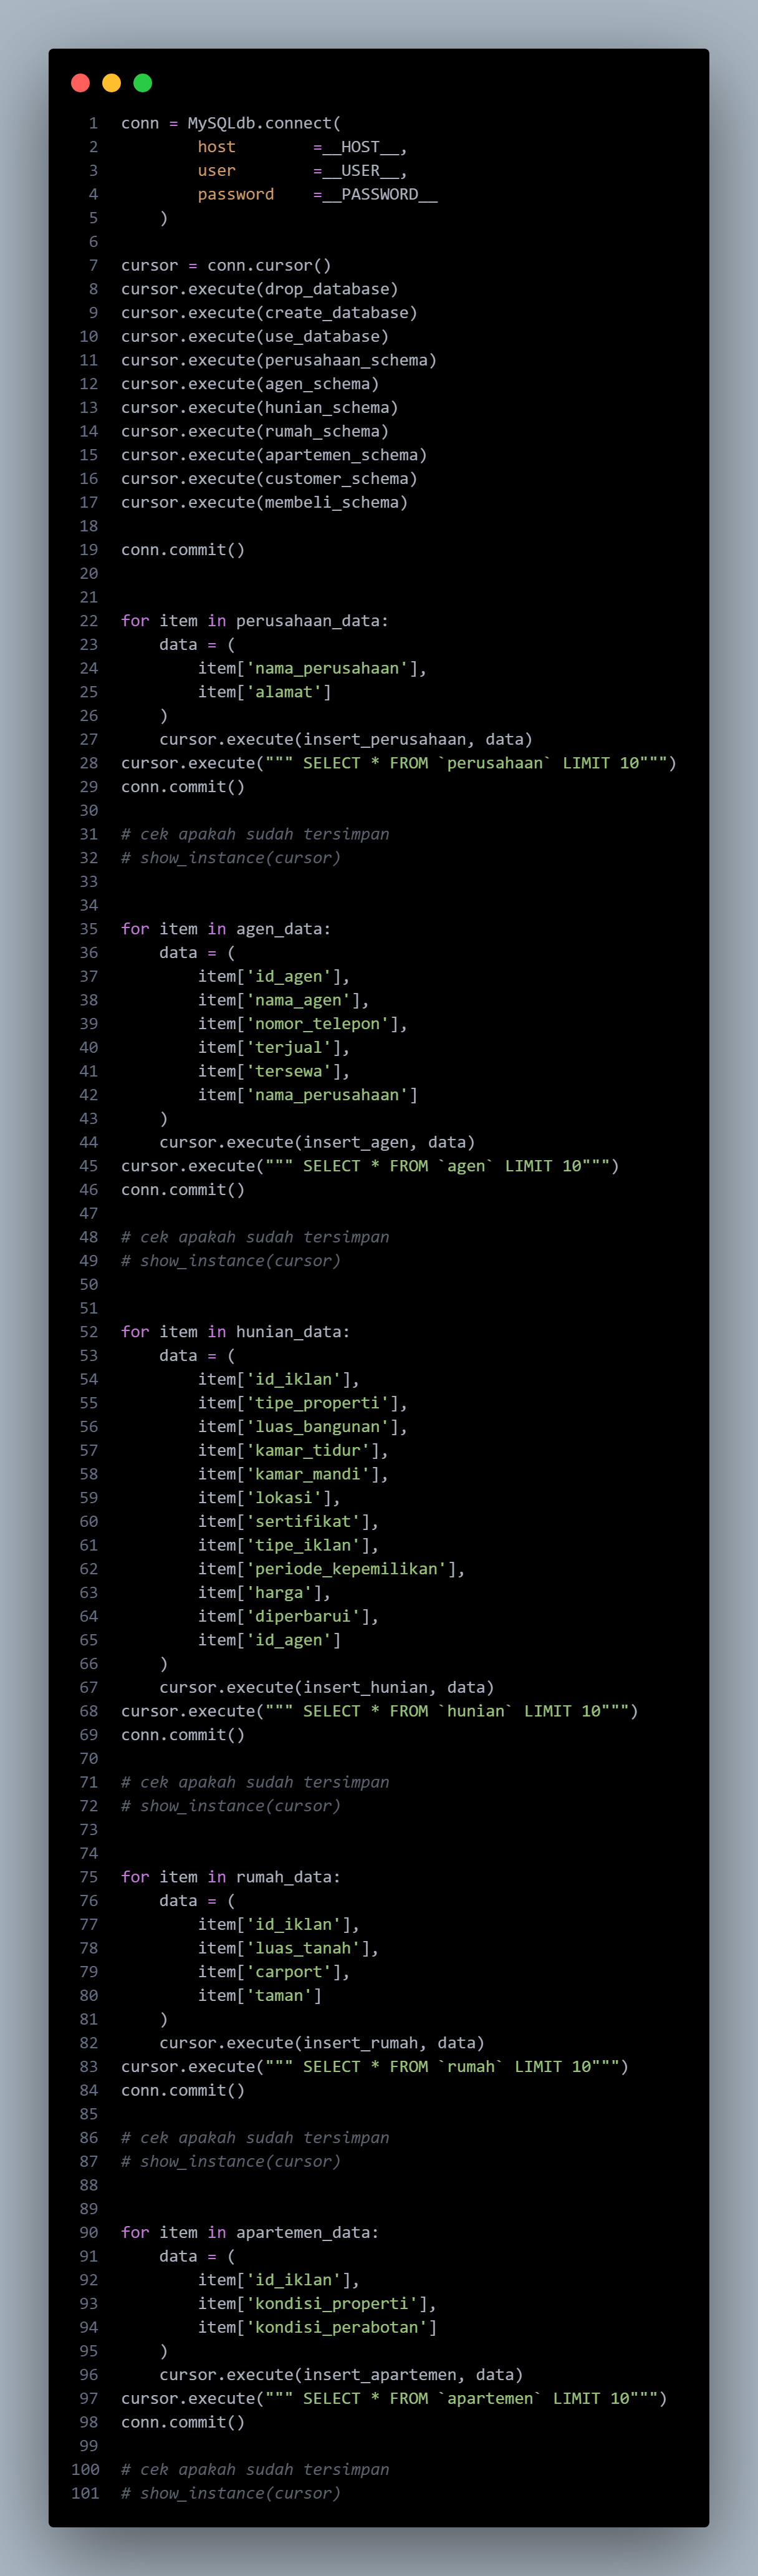 1 conn = MySQLdb.connect(
2         host        =__HOST__,
3         user        =__USER__,
4         password    =__PASSWORD__
5     )
6
7 cursor = conn.cursor()
8 cursor.execute(drop_database)
9 cursor.execute(create_database)
10 cursor.execute(use_database)
11 cursor.execute(perusahaan_schema)
12 cursor.execute(agen_schema)
13 cursor.execute(hunian_schema)
14 cursor.execute(rumah_schema)
15 cursor.execute(apartemen_schema)
16 cursor.execute(customer_schema)
17 cursor.execute(membeli_schema)
18
19 conn.commit()
20
21
22 for item in perusahaan_data:
23     data = (
24         item['nama_perusahaan'],
25         item['alamat']
26     )
27     cursor.execute(insert_perusahaan, data)
28 cursor.execute(""" SELECT * FROM `perusahaan` LIMIT 10""")
29 conn.commit()
30
31 # cek apakah sudah tersimpan
32 # show_instance(cursor)
33
34
35 for item in agen_data:
36     data = (
37         item['id_agen'],
38         item['nama_agen'],
39         item['nomor_telepon'],
40         item['terjual'],
41         item['tersewa'],
42         item['nama_perusahaan']
43     )
44     cursor.execute(insert_agen, data)
45 cursor.execute(""" SELECT * FROM `agen` LIMIT 10""")
46 conn.commit()
47
48 # cek apakah sudah tersimpan
49 # show_instance(cursor)
50
51
52 for item in hunian_data:
53     data = (
54         item['id_iklan'],
55         item['tipe_properti'],
56         item['luas_bangunan'],
57         item['kamar_tidur'],
58         item['kamar_mandi'],
59         item['lokasi'],
60         item['sertifikat'],
61         item['tipe_iklan'],
62         item['periode_kepemilikan'],
63         item['harga'],
64         item['diperbarui'],
65         item['id_agen']
66     )
67     cursor.execute(insert_hunian, data)
68 cursor.execute(""" SELECT * FROM `hunian` LIMIT 10""")
69 conn.commit()
70
71 # cek apakah sudah tersimpan
72 # show_instance(cursor)
73
74
75 for item in rumah_data:
76     data = (
77         item['id_iklan'],
78         item['luas_tanah'],
79         item['carport'],
80         item['taman']
81     )
82     cursor.execute(insert_rumah, data)
83 cursor.execute(""" SELECT * FROM `rumah` LIMIT 10""")
84 conn.commit()
85
86 # cek apakah sudah tersimpan
87 # show_instance(cursor)
88
89
90 for item in apartemen_data:
91     data = (
92         item['id_iklan'],
93         item['kondisi_properti'],
94         item['kondisi_perabotan']
95     )
96     cursor.execute(insert_apartemen, data)
97 cursor.execute(""" SELECT * FROM `apartemen` LIMIT 10""")
98 conn.commit()
99
100 # cek apakah sudah tersimpan
101 # show_instance(cursor)